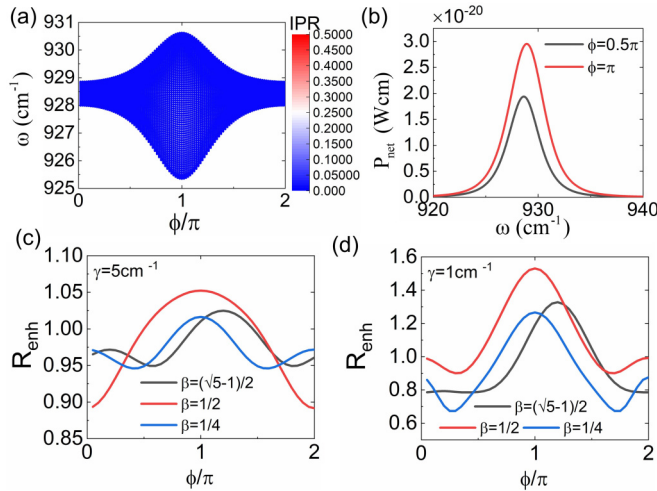 (a)
931
930
929
928
927
926
925
ω (cm⁻¹)
0
1
2
ϕ/π
IPR
0.5000
0.4500
0.4000
0.3500
0.3000
0.2500
0.2000
0.1500
0.1000
0.05000
0.000
(b)
×10⁻²⁰
3.0
2.5
2.0
1.5
1.0
0.5
0.0
P_net (Wcm)
ϕ=0.5π
ϕ=π
920
930
940
ω (cm⁻¹)
(c)
γ=5cm ⁻¹
1.10
1.05
1.00
0.95
0.90
0.85
R_enh
β=(√5-1)/2
β=1/2
β=1/4
0
1
2
ϕ/π
(d)
γ=1cm⁻¹
1.6
1.4
1.2
1.0
0.8
0.6
R_enh
β=(√5-1)/2
β=1/2
β=1/4
0
1
2
ϕ/π